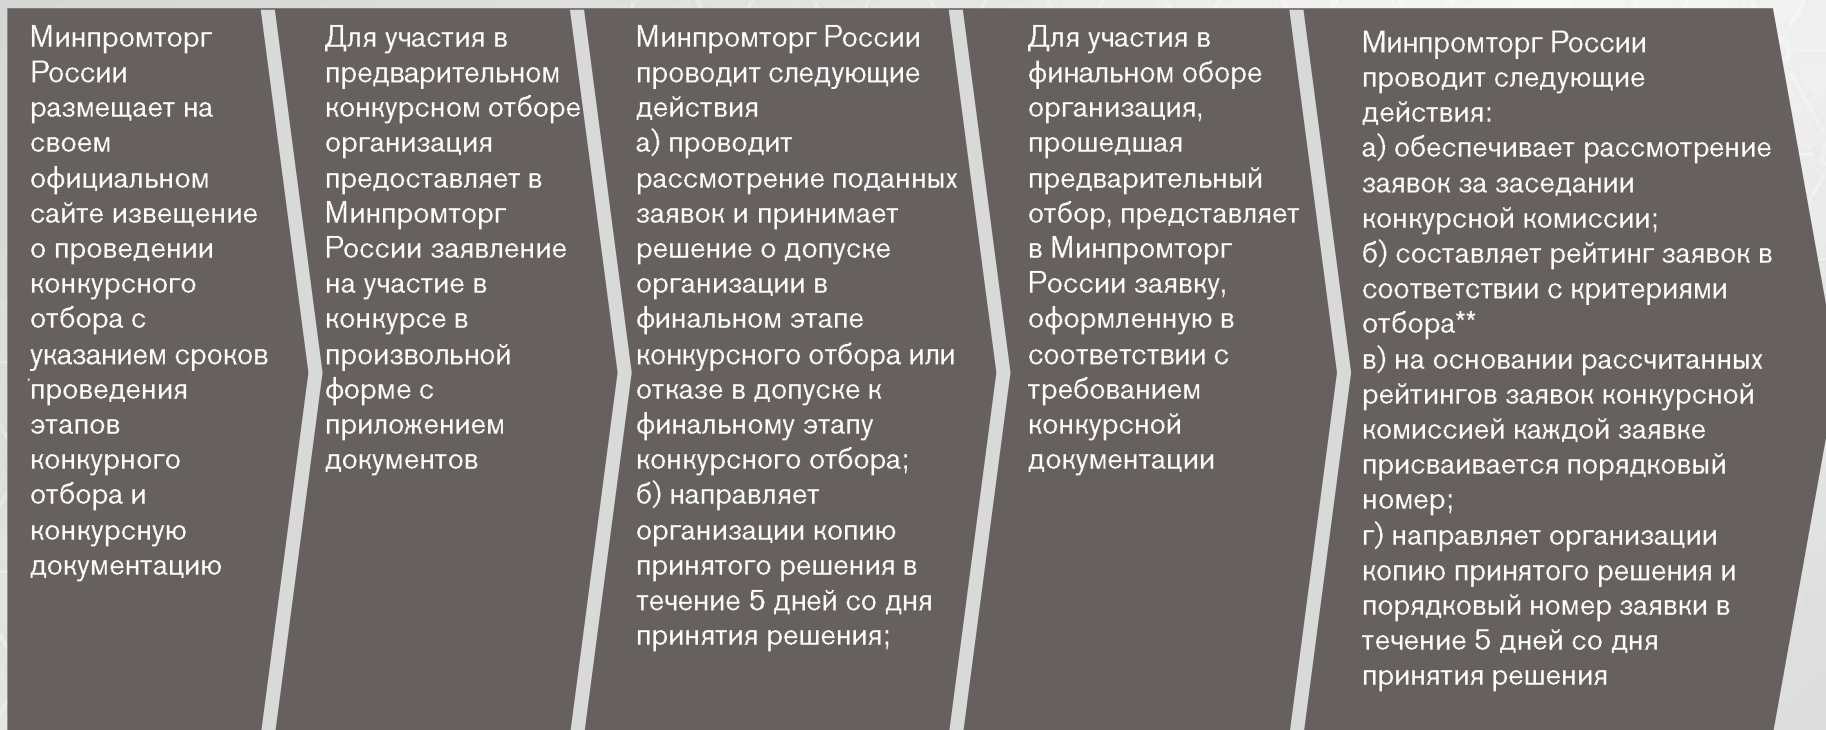 Минпромторг
России
размещает на
своем
официальном
сайте извещение
о проведении
конкурсного
отбора с
указанием сроков
проведения
этапов
конкурного
отбора и
конкурсную
документацию
Для участия в
предварительном
конкурсном отборе
организация
предоставляет в
Минпромторг
России заявление
на участие в
конкурсе в
произвольной
форме с
приложением
документов
Минпромторг России
проводит следующие
действия
а) проводит
рассмотрение поданных
заявок и принимает
решение о допуске
организации в
финальном этапе
конкурсного отбора или
отказе в допуске к
финальному этапу
конкурсного отбора;
б) направляет
организации копию
принятого решения в
течение 5 дней со дня
принятия решения;
Для участия в
финальном оборе
организация,
прошедшая
предварительный
отбор, представляет
в Минпромторг
России заявку,
оформленную в
соответствии с
требованием
конкурсной
документации
Минпромторг России
проводит следующие
действия:
а) обеспечивает рассмотрение
заявок за заседании
конкурсной комиссии;
б) составляет рейтинг заявок в
соответствии с критериями
отбора**
в) на основании рассчитанных
рейтингов заявок конкурсной
комиссией каждой заявке
присваивается порядковый
номер;
г) направляет организации
копию принятого решения и
порядковый номер заявки в
течение 5 дней со дня
принятия решения